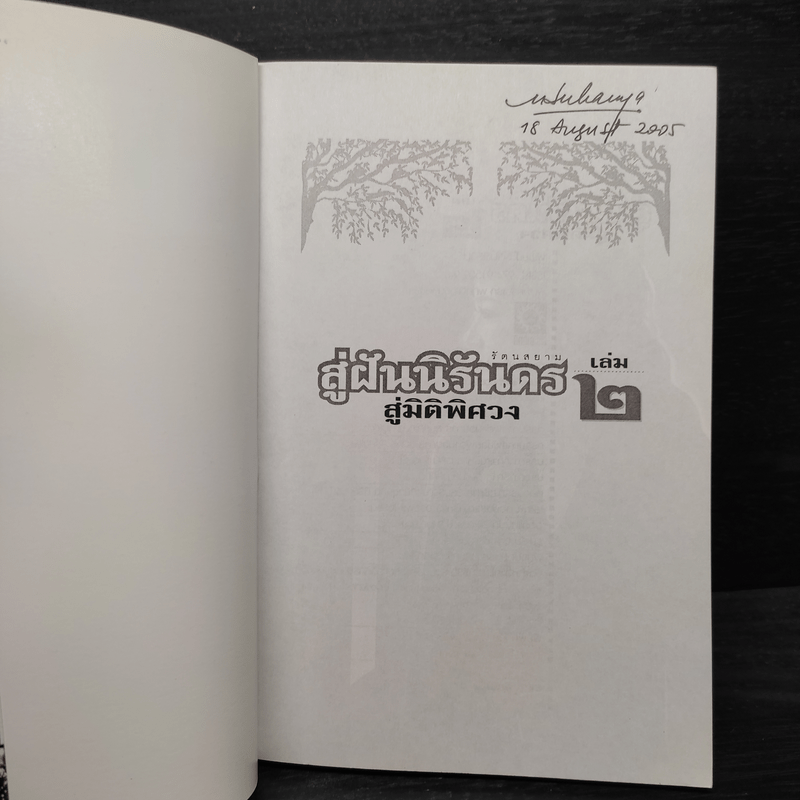 18 August 2005
รัตนสยาม
สู่ฝันนิรันดร
เล่ม
๒
สู่มิติพิศวง